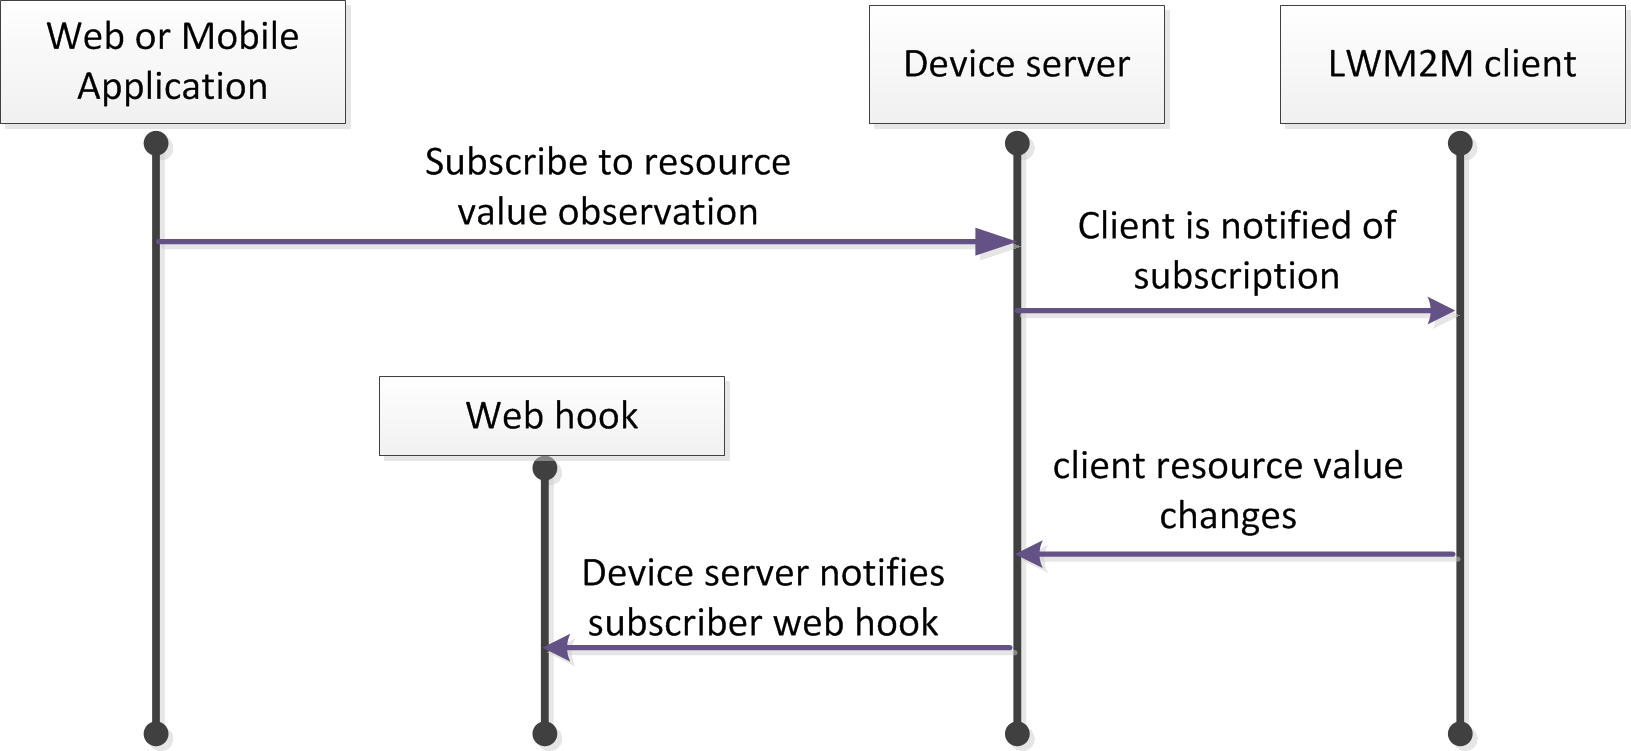 Web or Mobile
Application
Device server
LWM2M client
Subscribe to resource
value observation
Client is notified of
subscription
Web hook
client resource value
changes
Device server notifies
subscriber web hook